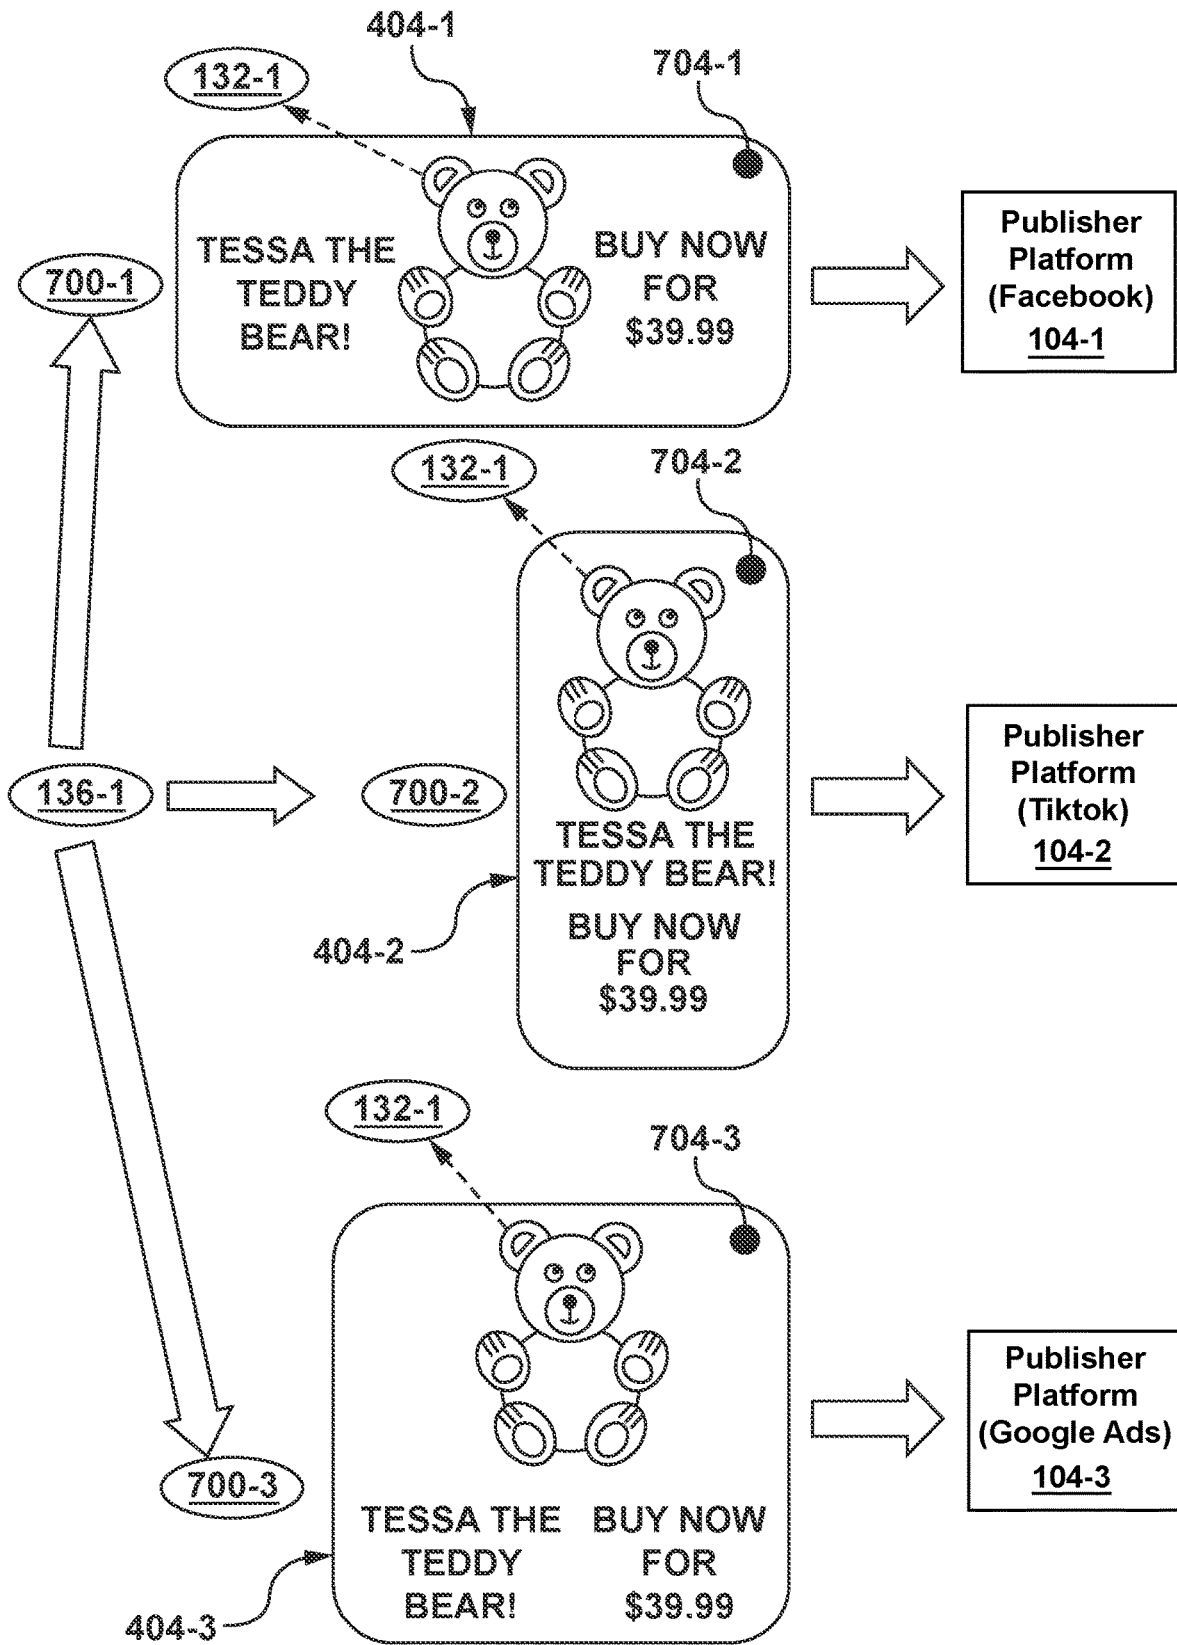 404-1
132-1
704-1
TESSA THE
TEDDY
BEAR!
BUY NOW
FOR
$39.99
700-1
Publisher
Platform
(Facebook)
104-1
132-1
704-2
136-1
700-2
TESSA THE
TEDDY BEAR!
BUY NOW
FOR
$39.99
404-2
Publisher
Platform
(Tiktok)
104-2
132-1
704-3
700-3
TESSA THE
TEDDY
BEAR!
BUY NOW
FOR
$39.99
404-3
Publisher
Platform
(Google Ads)
104-3